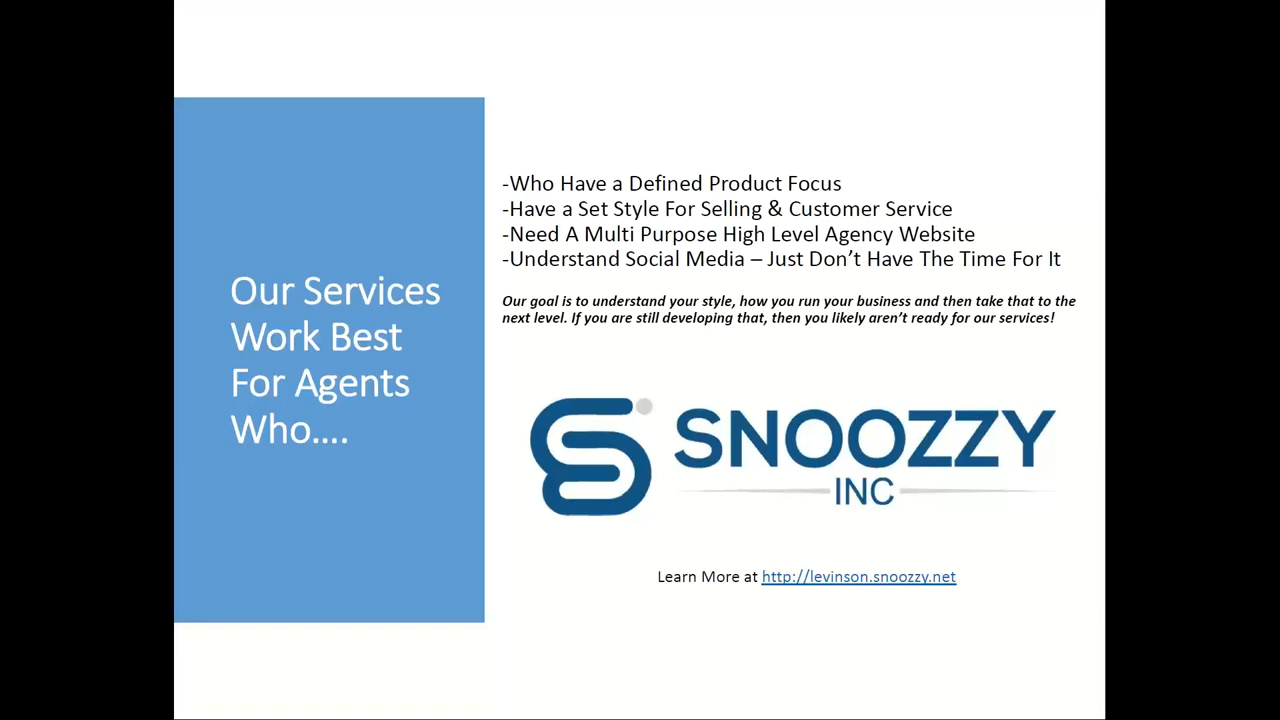 Our Services
Work Best
For Agents
Who....
-Who Have a Defined Product Focus
-Have a Set Style For Selling & Customer Service
-Need A Multi Purpose High Level Agency Website
-Understand Social Media – Just Don’t Have The Time For It
Our goal is to understand your style, how you run your business and then take that to the
next level. If you are still developing that, then you likely aren’t ready for our services!
SNOOZZY
INC
Learn More at http://levinson.snoozzy.net